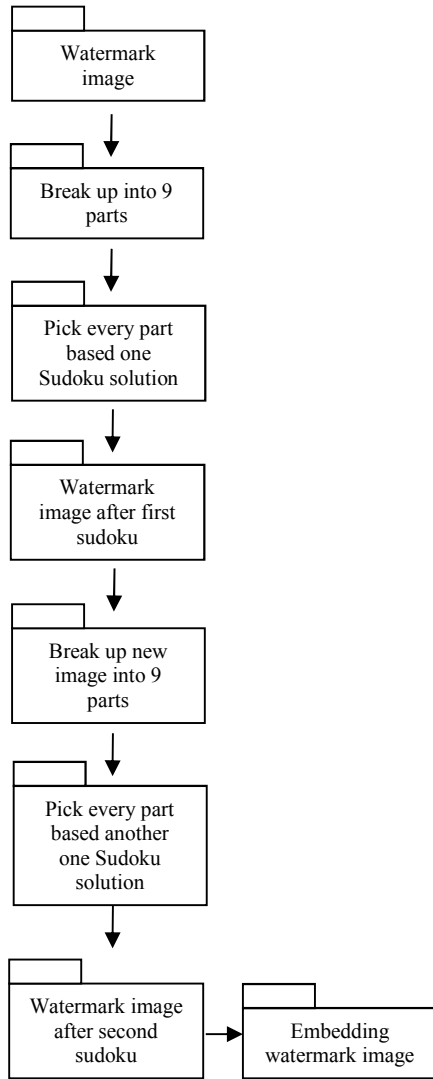 Watermark
image
Break up into 9
parts
Pick every part
based one
Sudoku solution
Watermark
image after first
sudoku
Break up new
image into 9
parts
Pick every part
based another
one Sudoku
solution
Watermark image
after second
sudoku
Embedding
watermark image